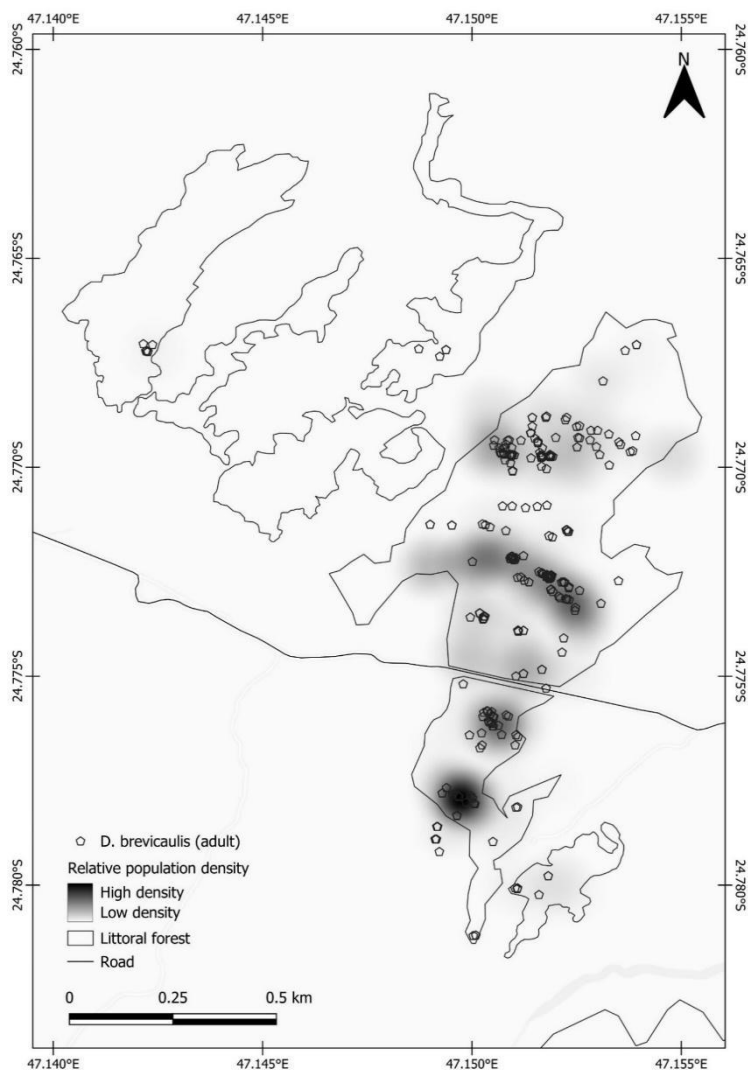 47.140°E 47.145°E 47.150°E 47.155°E
24.760°S 24.760°S
N
24.765°S 24.765°S
24.770°S 24.770°S
24.775°S 24.775°S
D. brevicaulis (adult)
Relative population density
High density
Low density
24.780°S 24.780°S
Littoral forest
Road
0 0.25 0.5 km
47.140°E 47.145°E 47.150°E 47.155°E